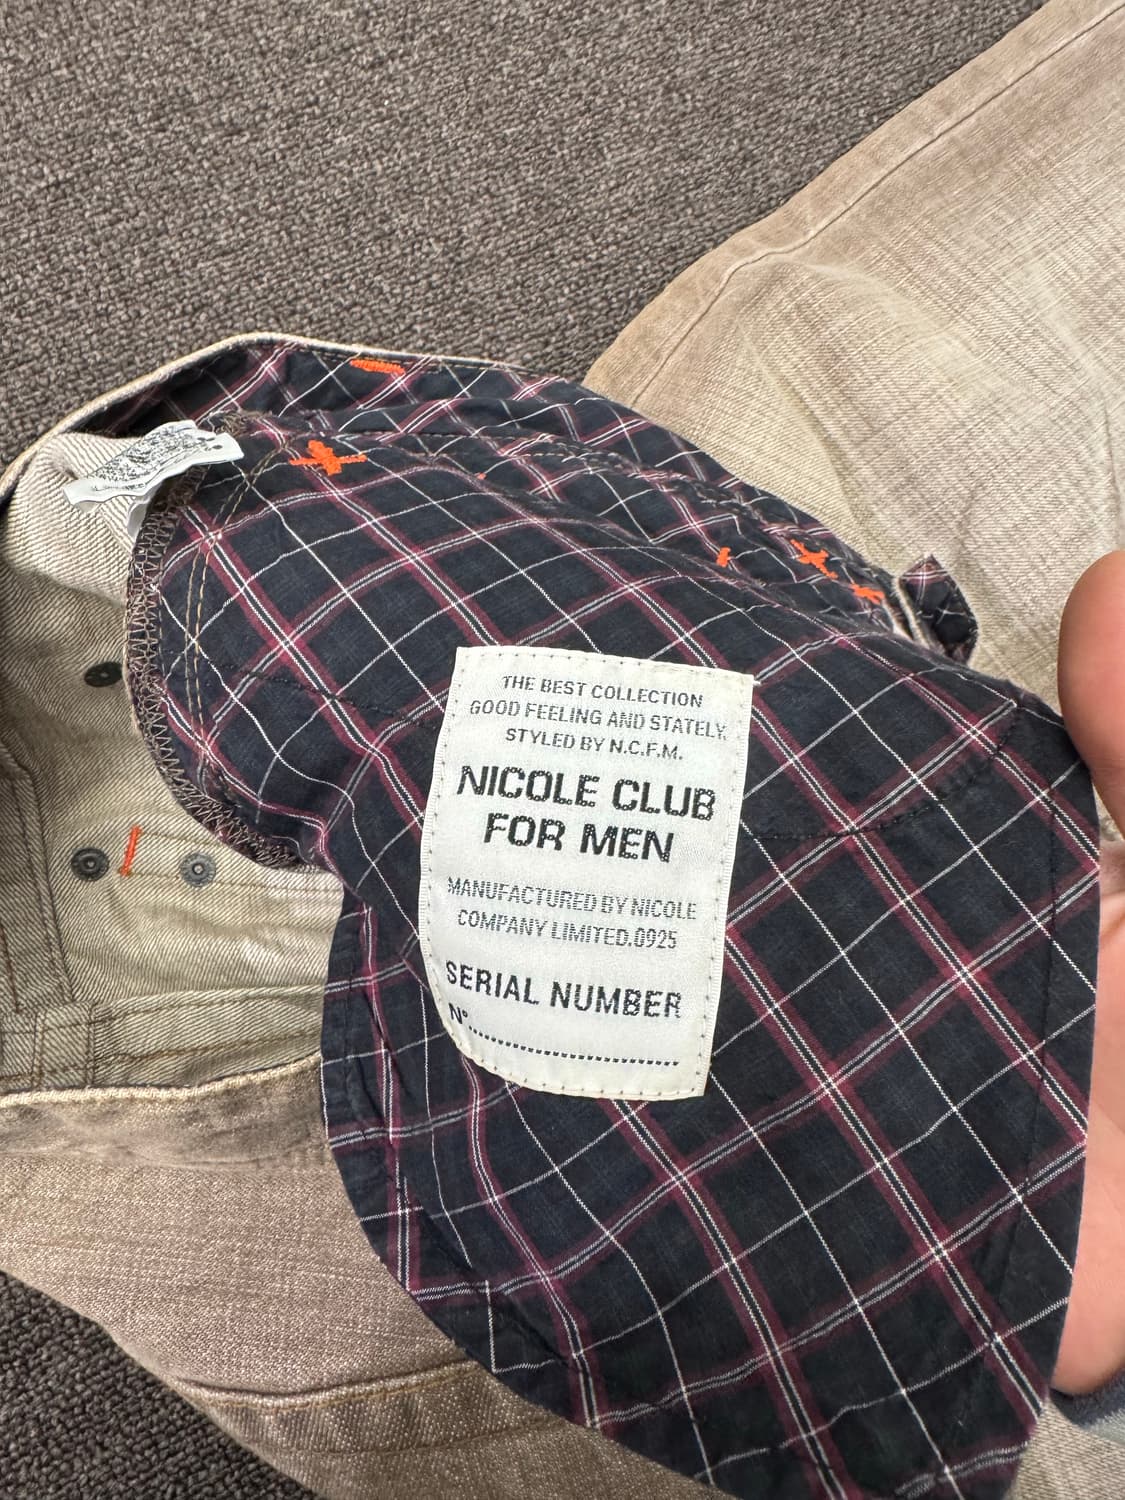 THE BEST COLLECTION
GOOD FEELING AND STATELY.
STYLED BY N.C.F.M.
NICOLE CLUB
FOR MEN
MANUFACTURED BY NICOLE
COMPANY LIMITED.0925
SERIAL NUMBER
N°..............................